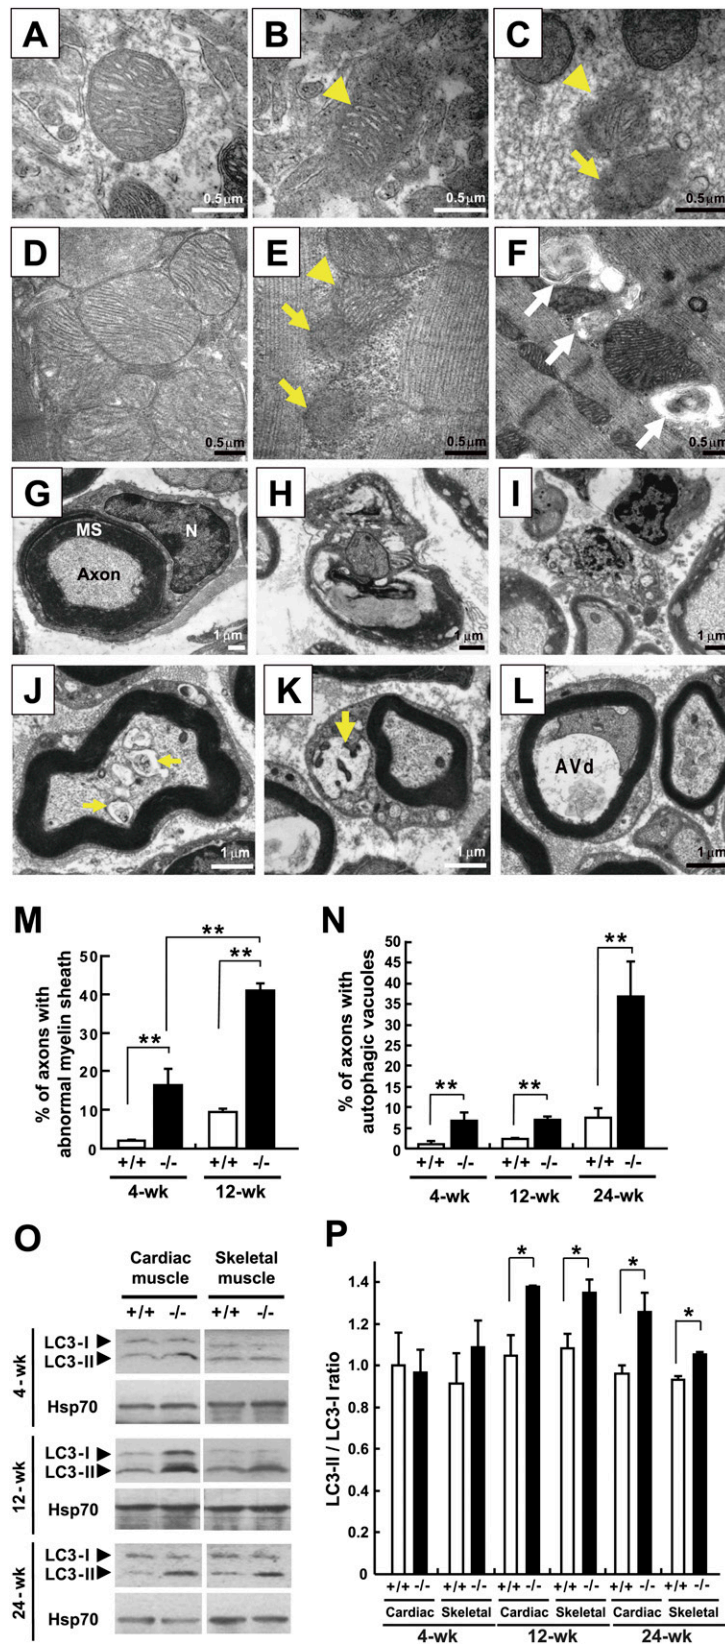 A
0.5μm
B
0.5μm
C
0.5μm
D
0.5μm
E
0.5μm
F
0.5μm
G
MS
N
Axon
1μm
H
1μm
I
1μm
J
1μm
K
1μm
L
AVd
1μm
M
% of axons with
abnormal myelin sheath
50
40
30
20
10
0
**
**
**
+/+ -/- +/+ -/-
4-wk 12-wk
N
% of axons with
autophagic vacuoles
50
45
40
35
30
25
20
15
10
5
0
**
**
**
+/+ -/- +/+ -/- +/+ -/-
4-wk 12-wk 24-wk
O
Cardiac
muscle
Skeletal
muscle
+/+ -/- +/+ -/-
4-wk
LC3-I
LC3-II
Hsp70
12-wk
LC3-I
LC3-II
Hsp70
24-wk
LC3-I
LC3-II
Hsp70
P
LC3-II / LC3-I ratio
1.4
1.2
1.0
0.8
0.6
0.4
0.2
0
*
*
*
*
+/+ -/- +/+ -/- +/+ -/- +/+ -/- +/+ -/- +/+ -/-
Cardiac Skeletal Cardiac Skeletal Cardiac Skeletal
4-wk 12-wk 24-wk